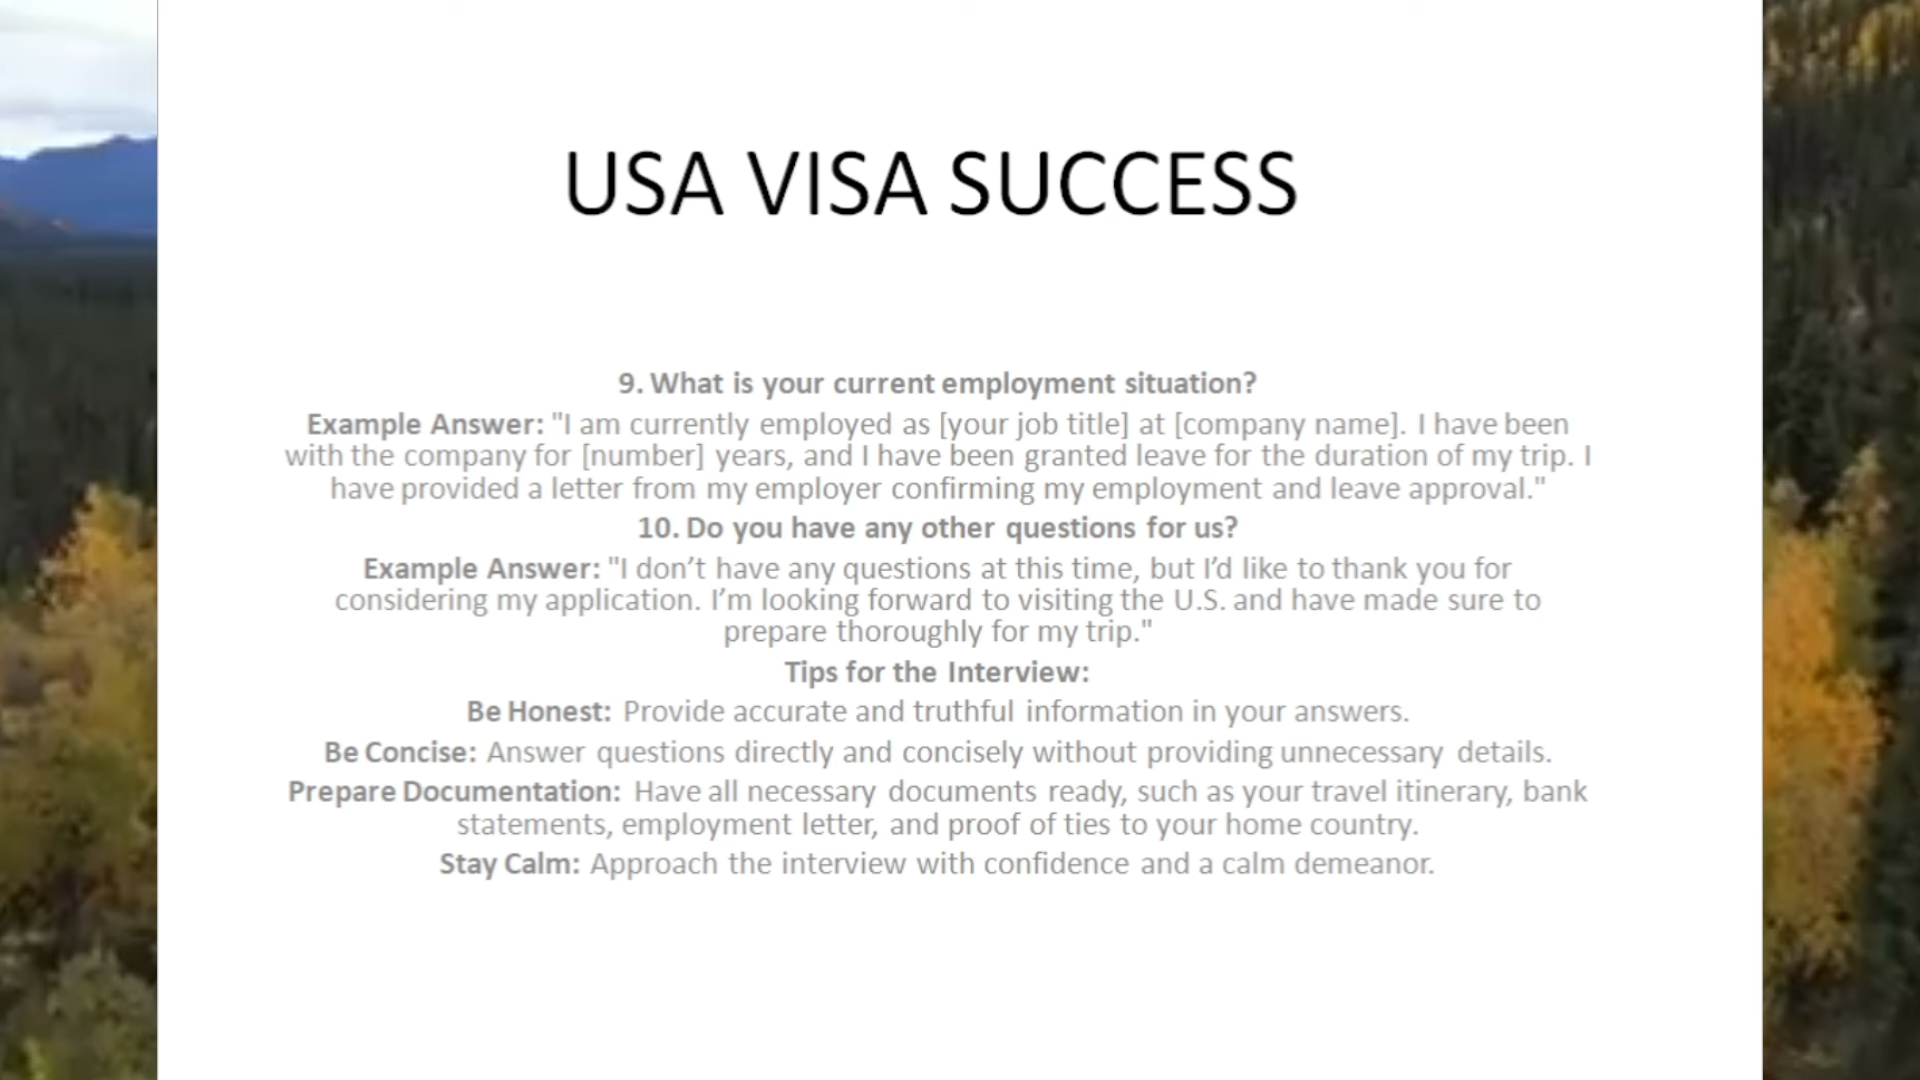 USA VISA SUCCESS
9. What is your current employment situation?
Example Answer: "I am currently employed as [your job title] at [company name]. I have been
with the company for [number] years, and I have been granted leave for the duration of my trip. I
have provided a letter from my employer confirming my employment and leave approval."
10. Do you have any other questions for us?
Example Answer: "I don’t have any questions at this time, but I’d like to thank you for
considering my application. I’m looking forward to visiting the U.S. and have made sure to
prepare thoroughly for my trip."
Tips for the Interview:
Be Honest: Provide accurate and truthful information in your answers.
Be Concise: Answer questions directly and concisely without providing unnecessary details.
Prepare Documentation: Have all necessary documents ready, such as your travel itinerary, bank
statements, employment letter, and proof of ties to your home country.
Stay Calm: Approach the interview with confidence and a calm demeanor.